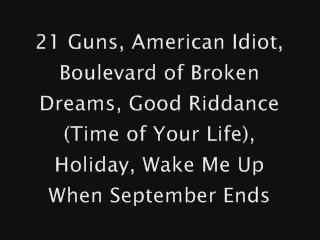 21 Guns, American Idiot,
Boulevard of Broken
Dreams, Good Riddance
(Time of Your Life),
Holiday, Wake Me Up
When September Ends